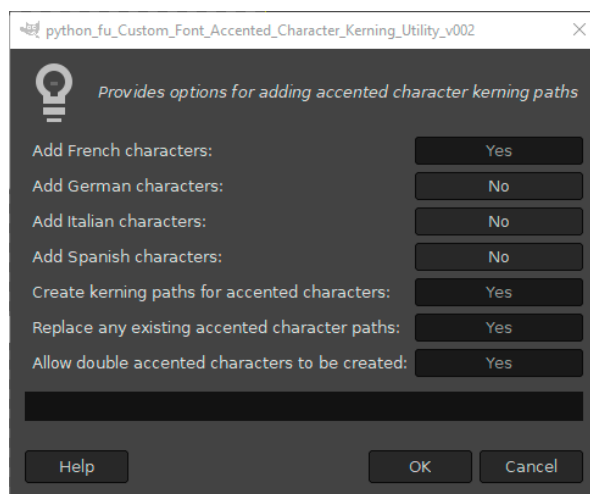 python_fu_Custom_Font_Accented_Character_Kerning_Utility_v002
Provides options for adding accented character kerning paths
Add French characters: Yes
Add German characters: No
Add Italian characters: No
Add Spanish characters: No
Create kerning paths for accented characters: Yes
Replace any existing accented character paths: Yes
Allow double accented characters to be created: Yes
Help OK Cancel